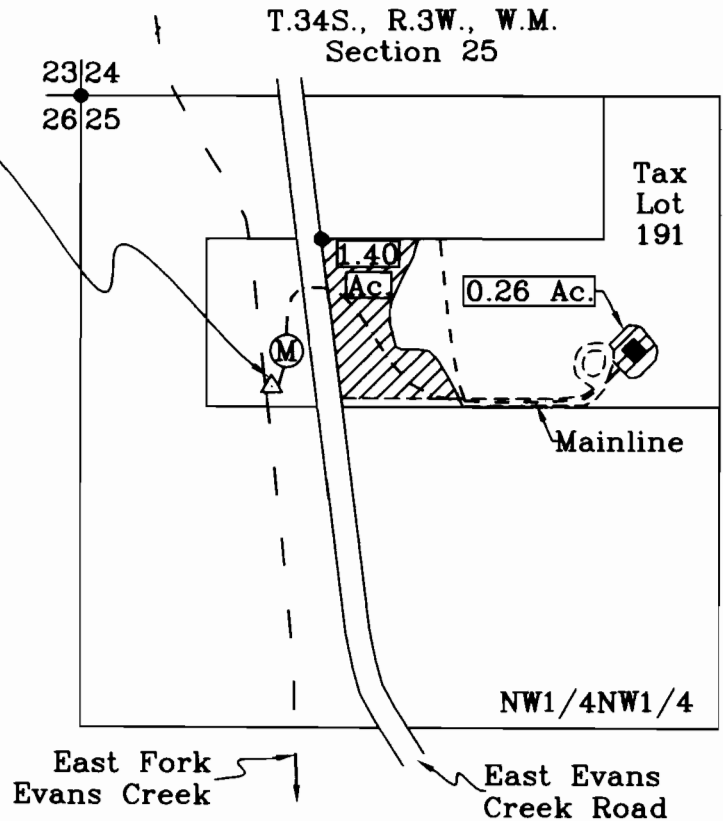 T.34S., R.3W., W.M.
Section 25
23 24
26 25
Tax
Lot
191
1.40
Ac.
0.26 Ac.
M
Mainline
NW1/4NW1/4
East Fork
Evans Creek
East Evans
Creek Road